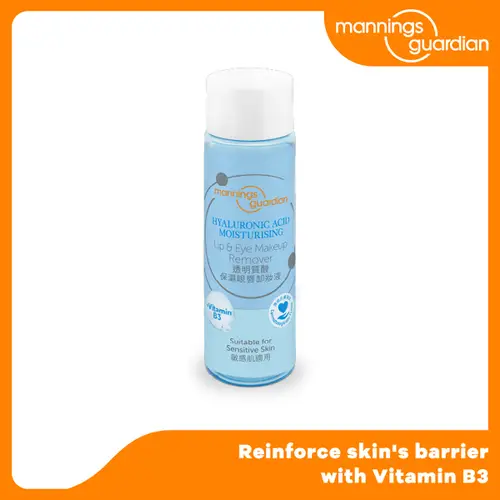 mannings
guardian
mannings
guardian
HYALURONIC ACID
MOISTURISING
Lip & Eye Makeup
Remover
透明質酸
保濕眼唇卸妝液
+Vitamin
B3
Suitable for
Sensitive Skin
敏感肌適用
Reinforce skin's barrier
with Vitamin B3